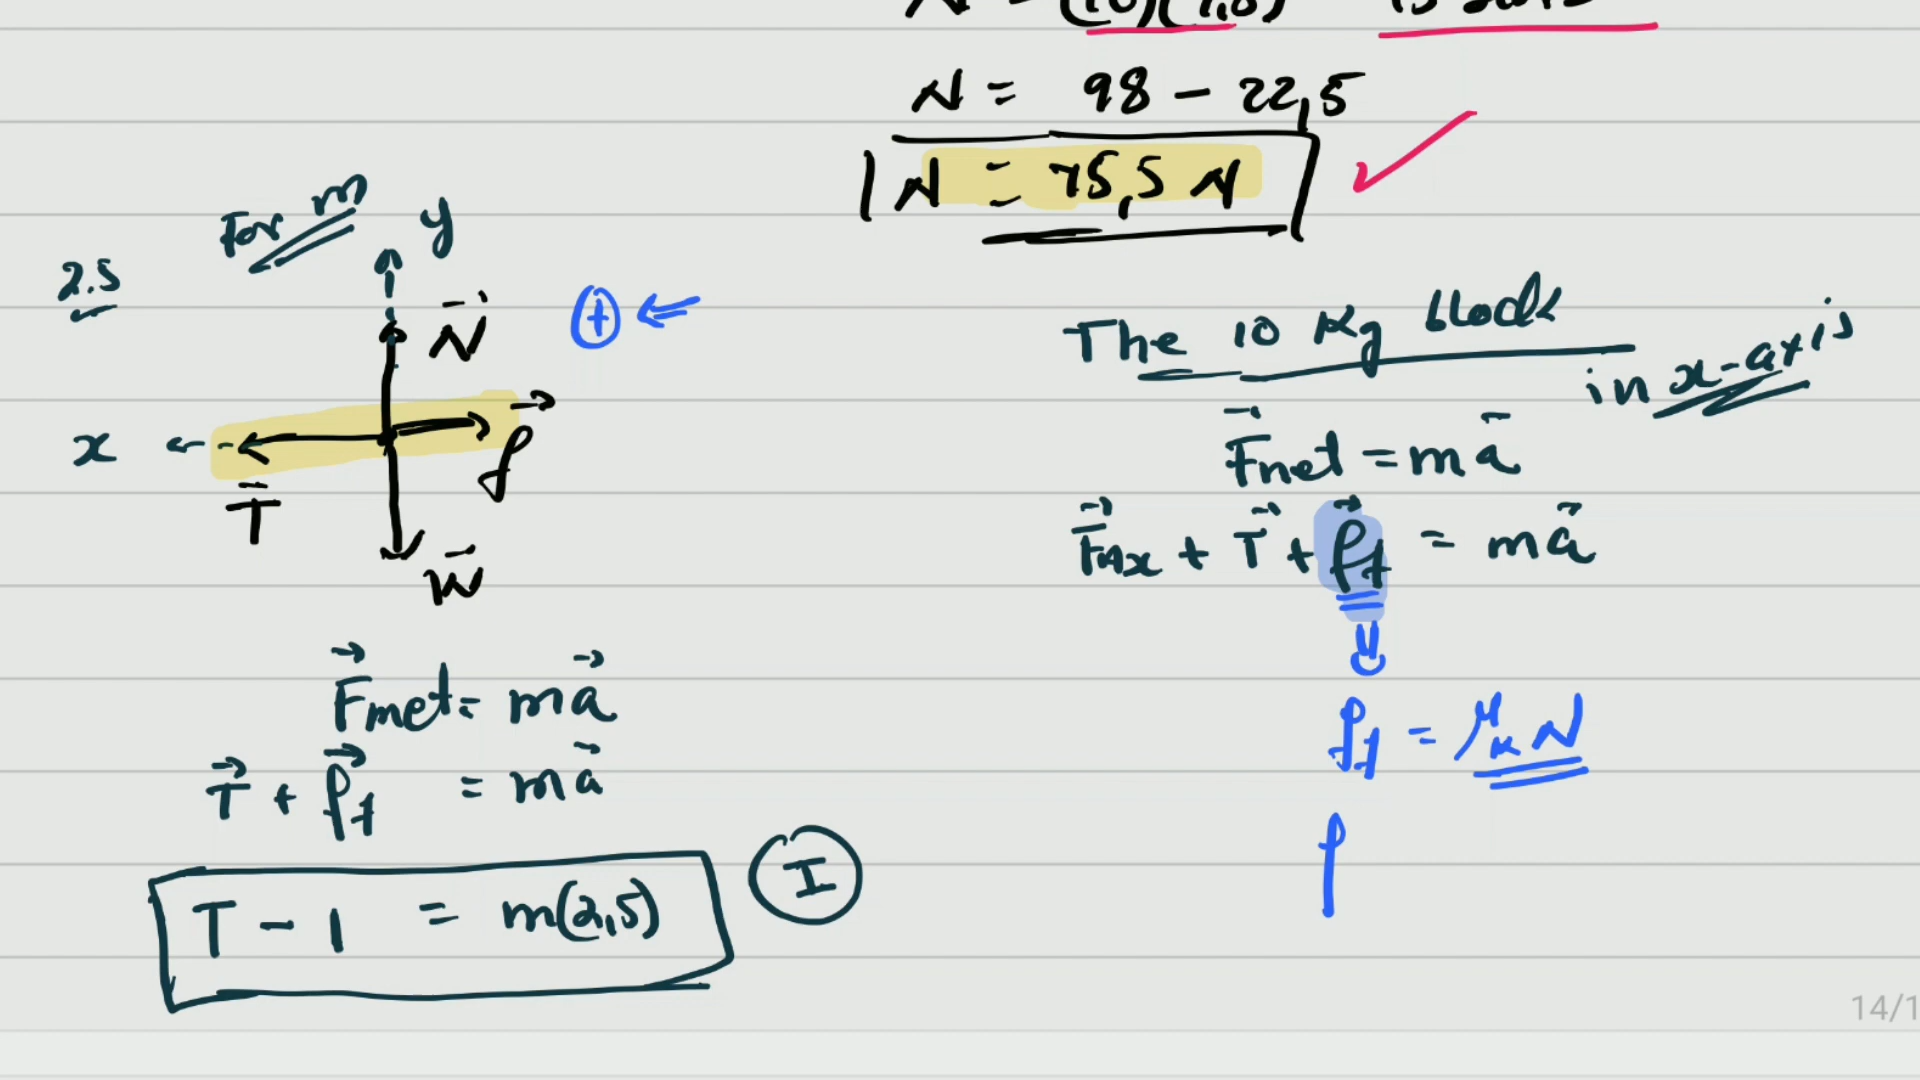 N = 98 - 22,5
N = 75,5 N
For m
y
2.5
N
+
x
f
T
W
Fnet = ma
T + ff = ma
T - 1 = m(2,5)
I
The 10 Kg block
in x-axis
Fnet = ma
FAx + T + ff = ma
ff = μk N
f
14/1